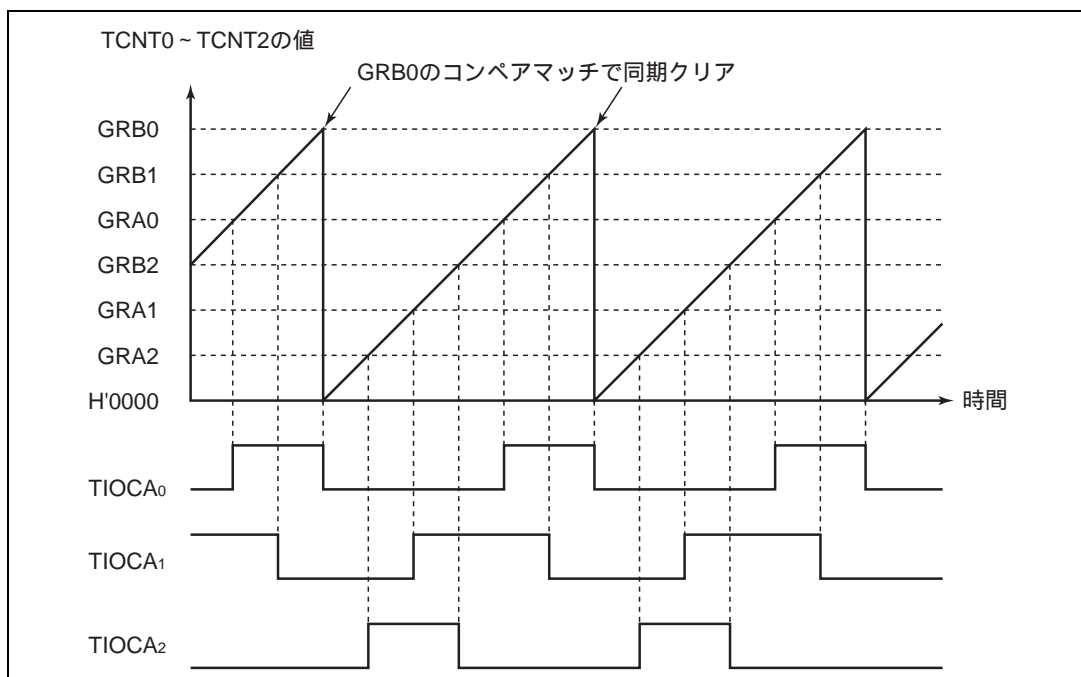 TCNT0~TCNT2の値
GRB0のコンペアマッチで同期クリア
GRB0
GRB1
GRA0
GRB2
GRA1
GRA2
H'0000
時間
TIOCA0
TIOCA1
TIOCA2